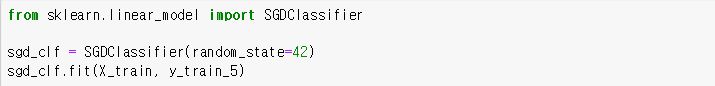 from sklearn.linear_model import SGDClassifier
sgd_clf = SGDClassifier(random_state=42)
sgd_clf.fit(X_train, y_train_5)